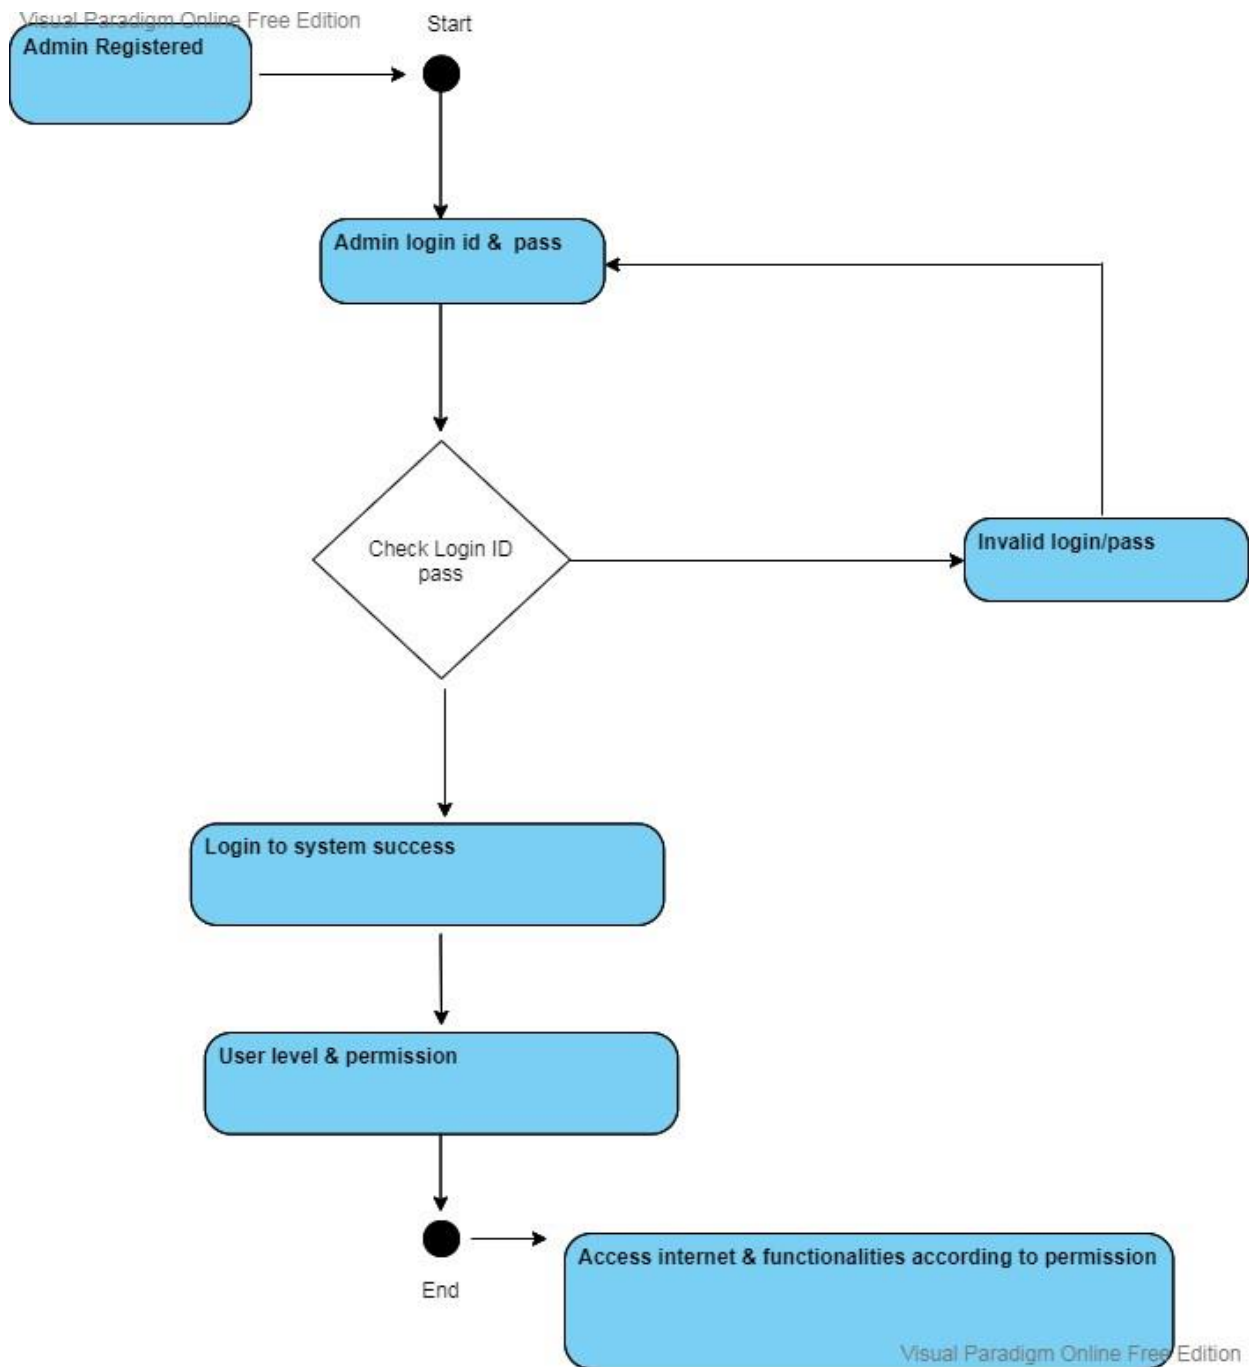 Visual Paradigm Online Free Edition
Start
Admin Registered
Admin login id & pass
Check Login ID
pass
Invalid login/pass
Login to system success
User level & permission
End
Access internet & functionalities according to permission
Visual Paradigm Online Free Edition